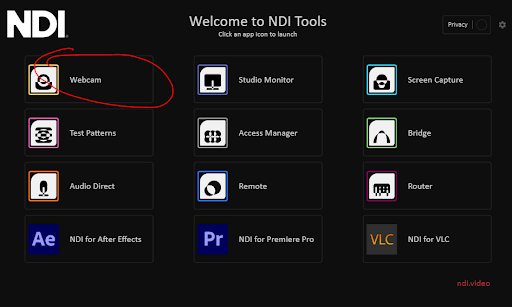 NDI
Welcome to NDI Tools
Click an app icon to launch
Privacy
Webcam
Studio Monitor
Screen Capture
Test Patterns
Access Manager
Bridge
Audio Direct
Remote
Router
Ae
NDI for After Effects
Pr
NDI for Premiere Pro
VLC
NDI for VLC
ndi.video